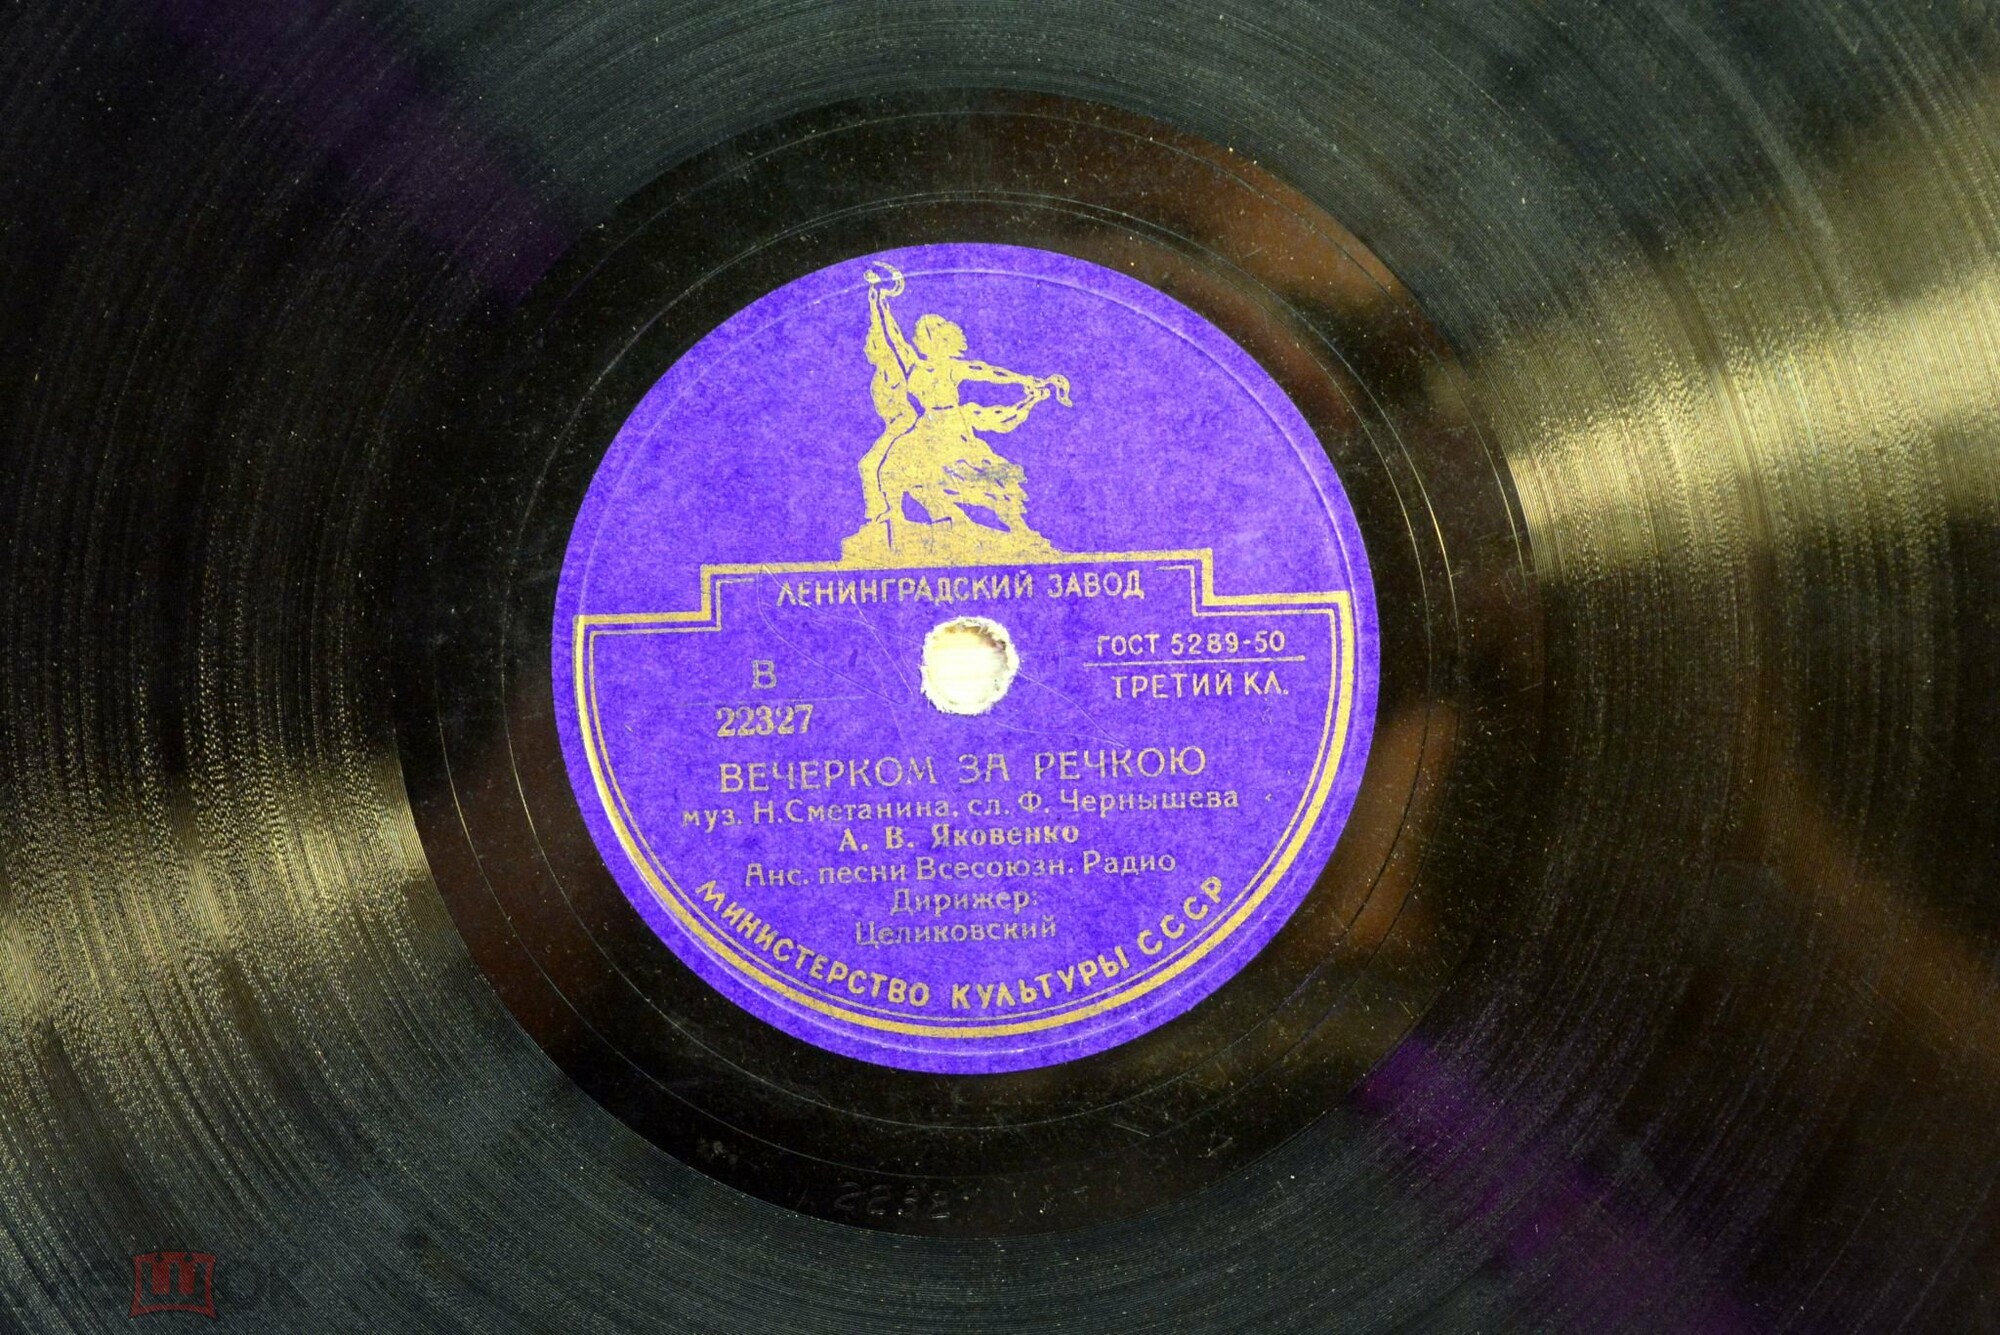 ЛЕНИНГРАДСКИЙ ЗАВОД
ГОСТ 5289-50
ТРЕТИЙ КЛ.
В
22327
ВЕЧЕРКОМ ЗА РЕЧКОЮ
муз. Н.Сметанина, сл. Ф. Чернышева
А. В. Яковенко
Анс. песни Всесоюзн. Радио
Дирижер:
Целиковский
МИНИСТЕРСТВО КУЛЬТУРЫ СССР